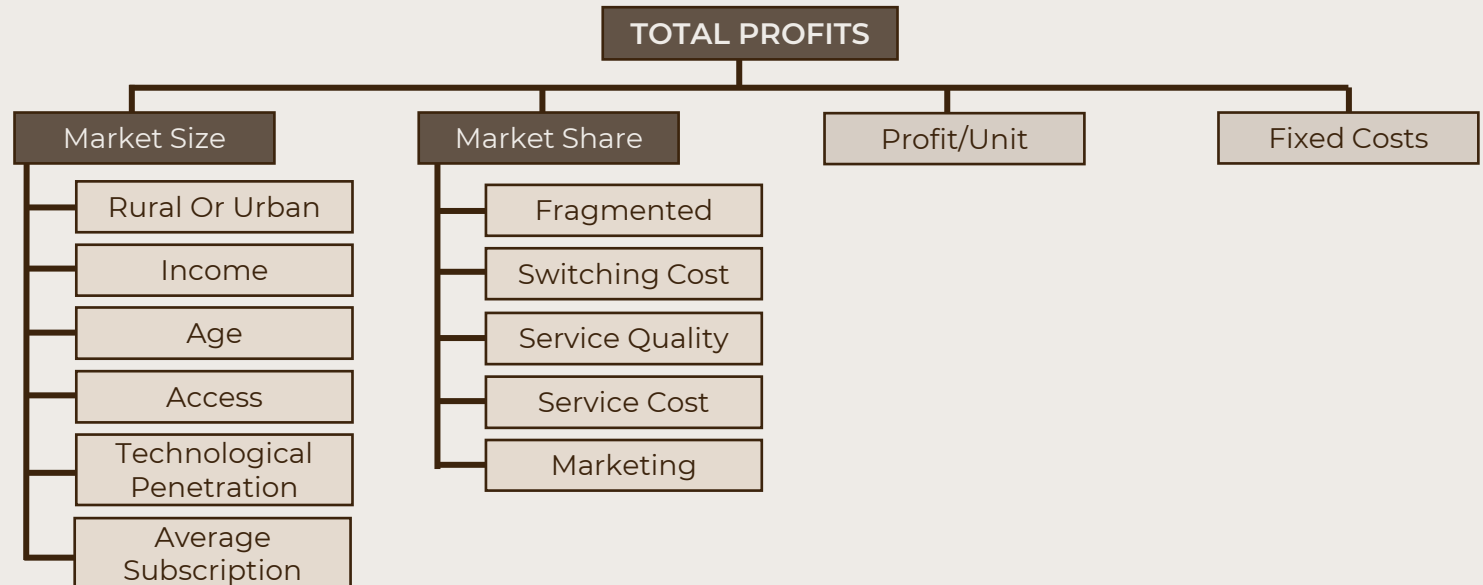 TOTAL PROFITS
Market Size
Market Share
Profit/Unit
Fixed Costs
Rural Or Urban
Income
Age
Access
Technological
Penetration
Average
Subscription
Fragmented
Switching Cost
Service Quality
Service Cost
Marketing